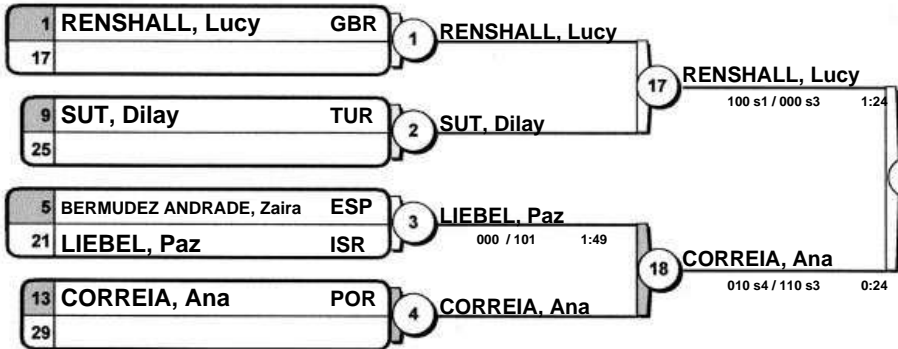 1 RENSHALL, Lucy GBR
17
1
RENSHALL, Lucy
17
RENSHALL, Lucy
100 s1 / 000 s3 1:24
9 SUT, Dilay TUR
25
2
SUT, Dilay
5 BERMUDEZ ANDRADE, Zaira ESP
21 LIEBEL, Paz ISR
3
LIEBEL, Paz
000 / 101 1:49
18
CORREIA, Ana
010 s4 / 110 s3 0:24
13 CORREIA, Ana POR
29
4
CORREIA, Ana